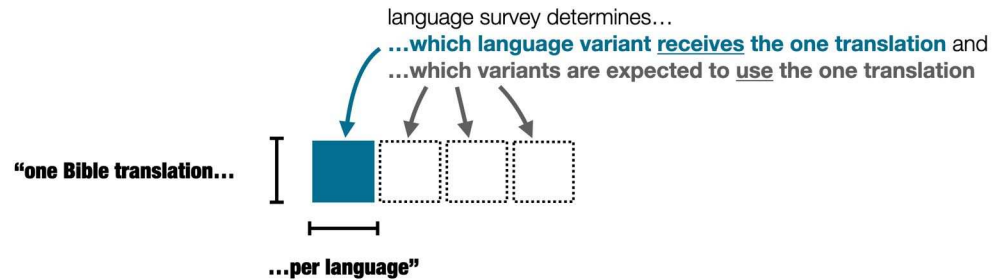 language survey determines…
…which language variant receives the one translation and
…which variants are expected to use the one translation
“one Bible translation…
…per language”